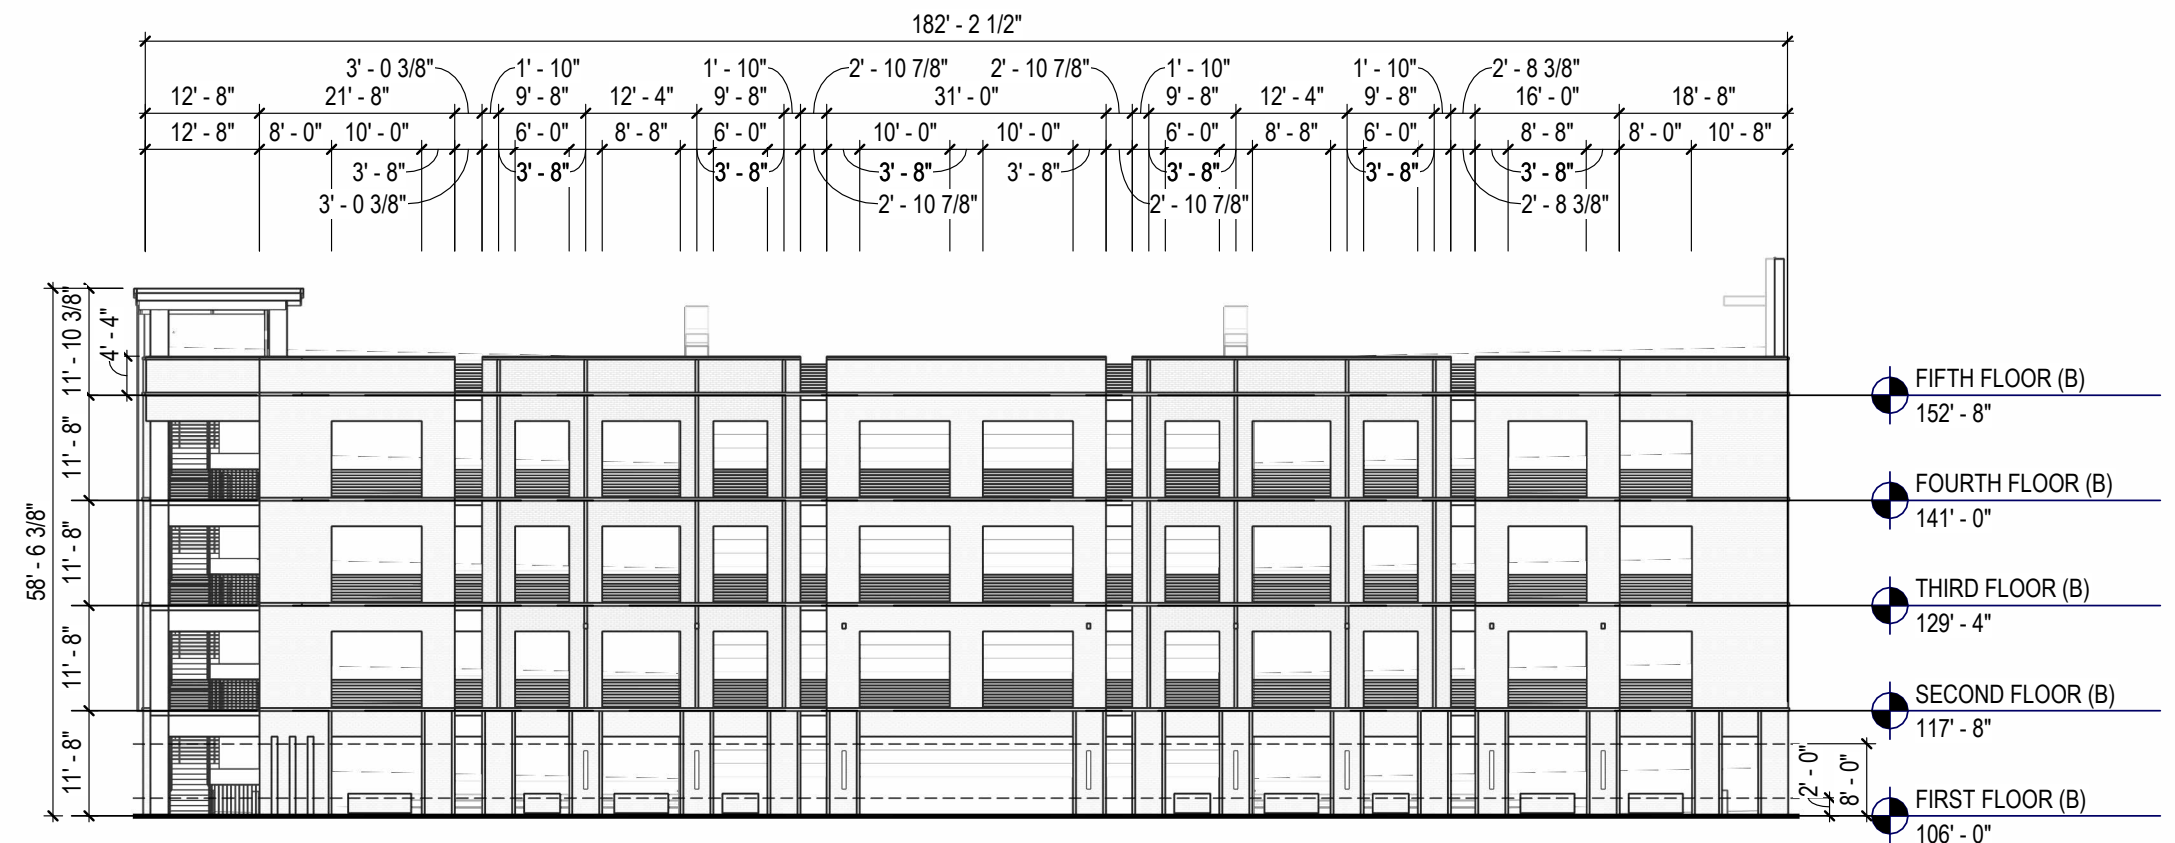 182' - 2 1/2"
3' - 0 3/8" 1' - 10" 1' - 10" 2' - 10 7/8" 2' - 10 7/8" 1' - 10" 1' - 10" 2' - 8 3/8"
12' - 8" 21' - 8" 9' - 8" 12' - 4" 9' - 8" 31' - 0" 9' - 8" 12' - 4" 9' - 8" 16' - 0" 18' - 8"
12' - 8" 8' - 0" 10' - 0" 6' - 0" 8' - 8" 6' - 0" 10' - 0" 10' - 0" 6' - 0" 8' - 8" 6' - 0" 8' - 8" 8' - 0" 10' - 8"
3' - 8" 3' - 8" 3' - 8" 3' - 8" 3' - 8" 3' - 8" 3' - 8" 3' - 8"
3' - 0 3/8" 2' - 10 7/8" 2' - 10 7/8" 2' - 8 3/8"
58' - 6 3/8"
11' - 10 3/8"
4' - 4"
11' - 8"
11' - 8"
11' - 8"
11' - 8"
2' - 0"
8' - 0"
FIFTH FLOOR (B)
152' - 8"
FOURTH FLOOR (B)
141' - 0"
THIRD FLOOR (B)
129' - 4"
SECOND FLOOR (B)
117' - 8"
FIRST FLOOR (B)
106' - 0"